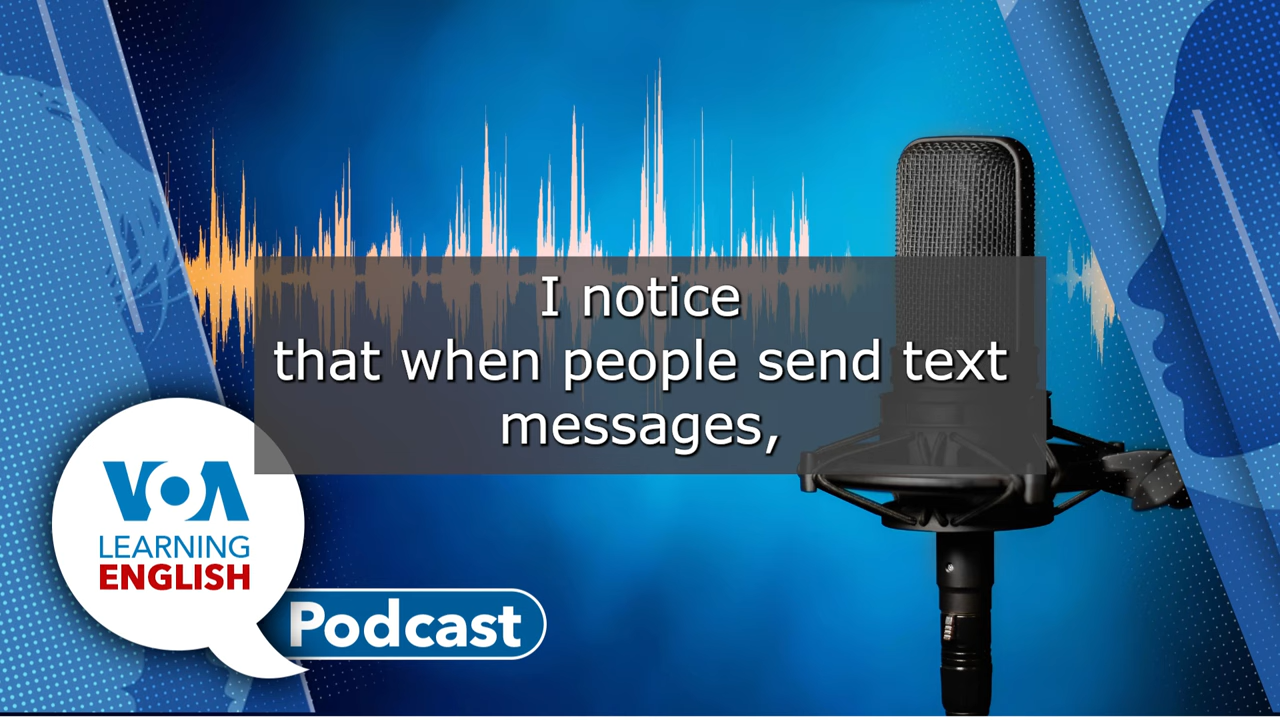 I notice
that when people send text
messages,
VOA
LEARNING
ENGLISH
Podcast